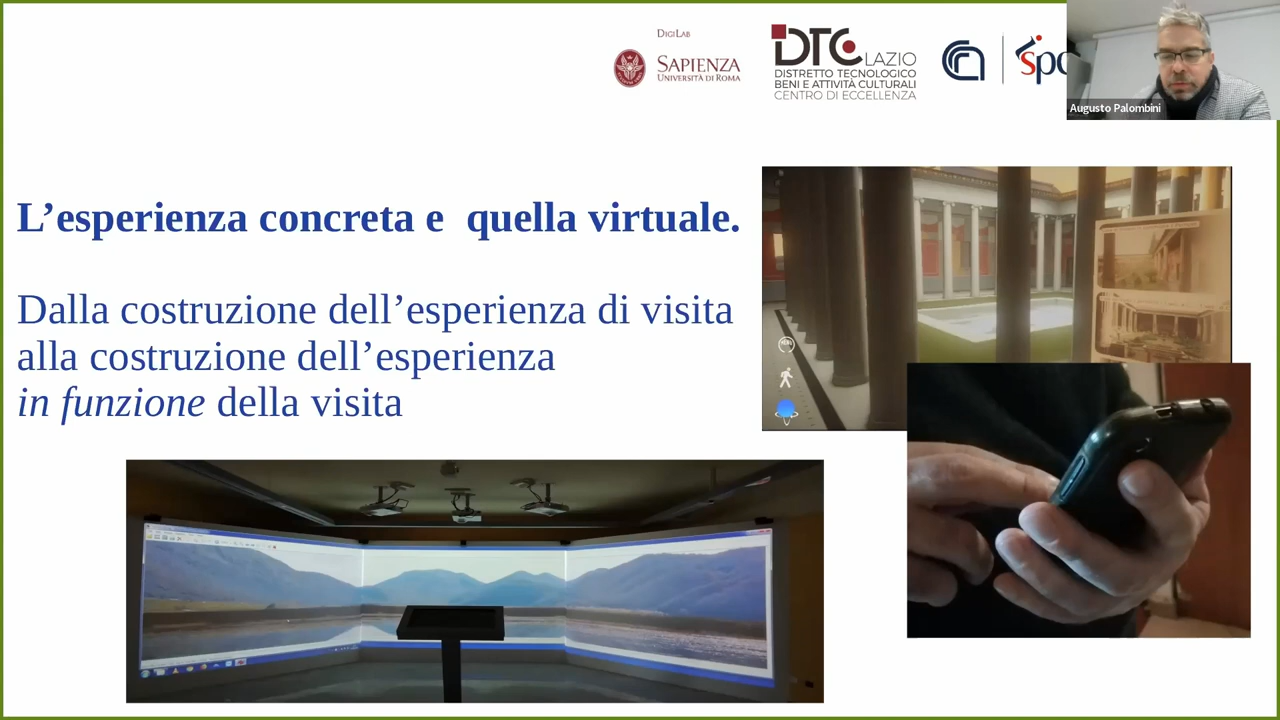 DIGILAB
SAPIENZA
UNIVERSITÀ DI ROMA
DTC LAZIO
DISTRETTO TECNOLOGICO
BENI E ATTIVITÀ CULTURALI
CENTRO DI ECCELLENZA
Augusto Palombini
L’esperienza concreta e quella virtuale.
Dalla costruzione dell’esperienza di visita
alla costruzione dell’esperienza
in funzione della visita